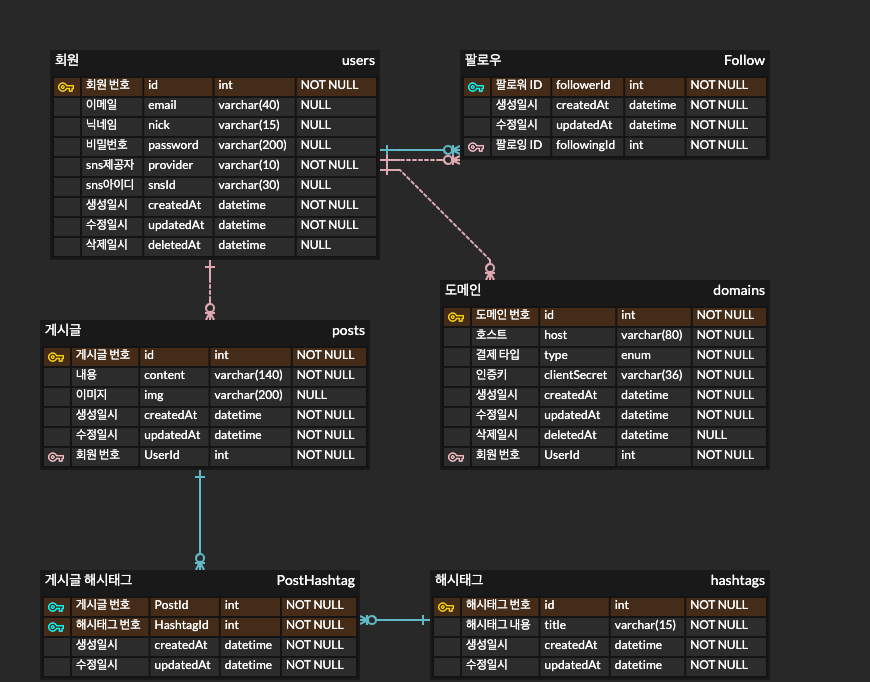 회원 users
회원 번호 id int NOT NULL
이메일 email varchar(40) NULL
닉네임 nick varchar(15) NULL
비밀번호 password varchar(200) NULL
sns제공자 provider varchar(10) NOT NULL
sns아이디 snsId varchar(30) NULL
생성일시 createdAt datetime NOT NULL
수정일시 updatedAt datetime NOT NULL
삭제일시 deletedAt datetime NULL
팔로우 Follow
팔로워 ID followerId int NOT NULL
생성일시 createdAt datetime NOT NULL
수정일시 updatedAt datetime NOT NULL
팔로잉 ID followingId int NOT NULL
도메인 domains
도메인 번호 id int NOT NULL
호스트 host varchar(80) NOT NULL
결제 타입 type enum NOT NULL
인증키 clientSecret varchar(36) NOT NULL
생성일시 createdAt datetime NOT NULL
수정일시 updatedAt datetime NOT NULL
삭제일시 deletedAt datetime NULL
회원 번호 UserId int NOT NULL
게시글 posts
게시글 번호 id int NOT NULL
내용 content varchar(140) NOT NULL
이미지 img varchar(200) NULL
생성일시 createdAt datetime NOT NULL
수정일시 updatedAt datetime NOT NULL
회원 번호 UserId int NOT NULL
게시글 해시태그 PostHashtag
게시글 번호 PostId int NOT NULL
해시태그 번호 HashtagId int NOT NULL
생성일시 createdAt datetime NOT NULL
수정일시 updatedAt datetime NOT NULL
해시태그 hashtags
해시태그 번호 id int NOT NULL
해시태그 내용 title varchar(15) NOT NULL
생성일시 createdAt datetime NOT NULL
수정일시 updatedAt datetime NOT NULL